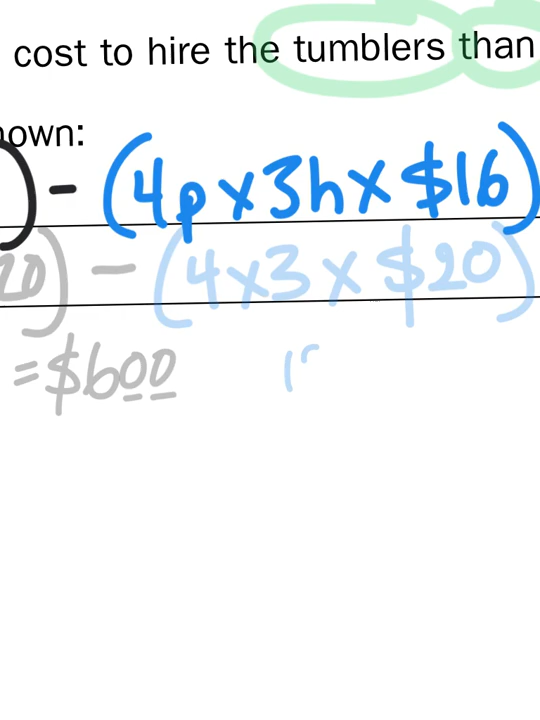 cost to hire the tumblers than
own:
) - (4p x 3h x $16)
20) - (4 x 3 x $20)
= $600